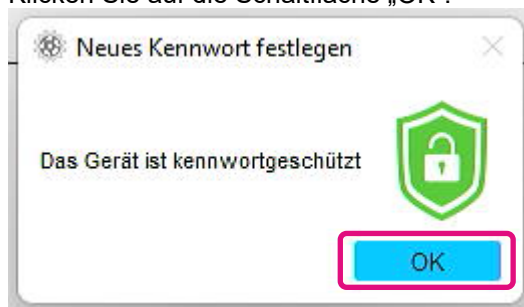 Klicken Sie auf die Schaltfläche „OK“.
Neues Kennwort festlegen
Das Gerät ist kennwortgeschützt
OK